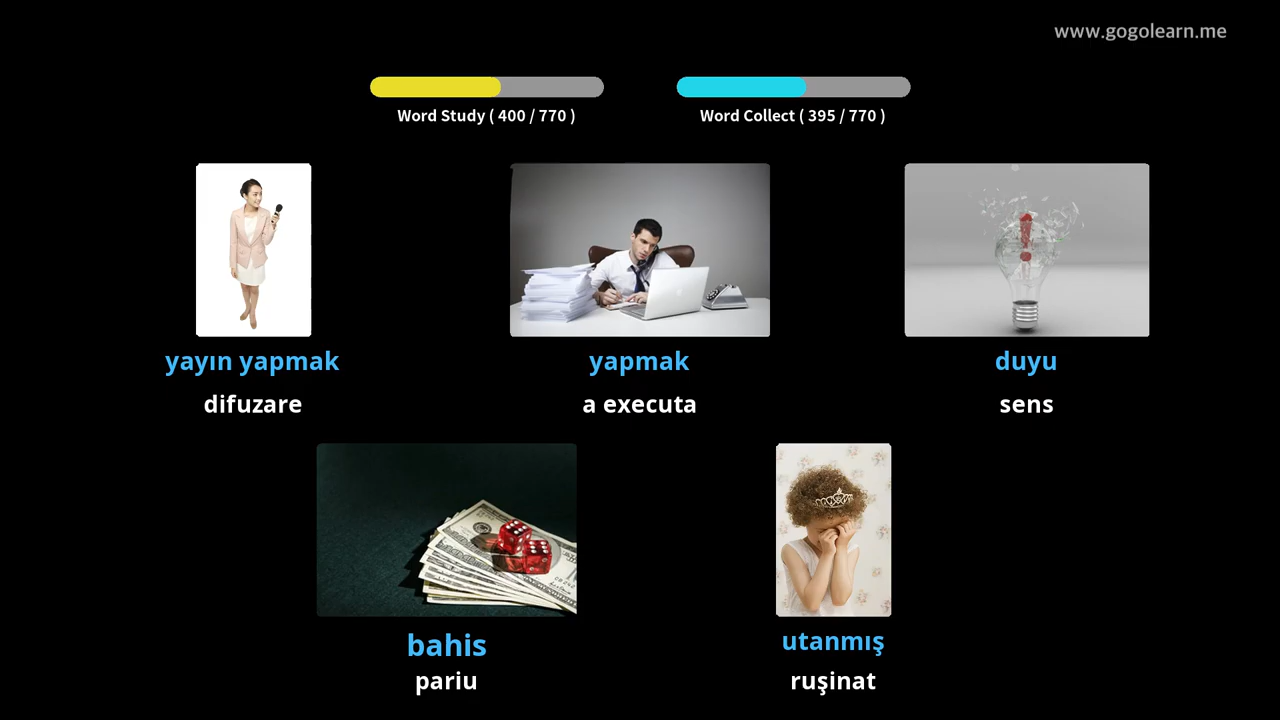 www.gogolearn.me
Word Study ( 400 / 770 )
Word Collect ( 395 / 770 )
yayın yapmak
difuzare
yapmak
a executa
duyu
sens
bahis
pariu
utanmış
ruşinat